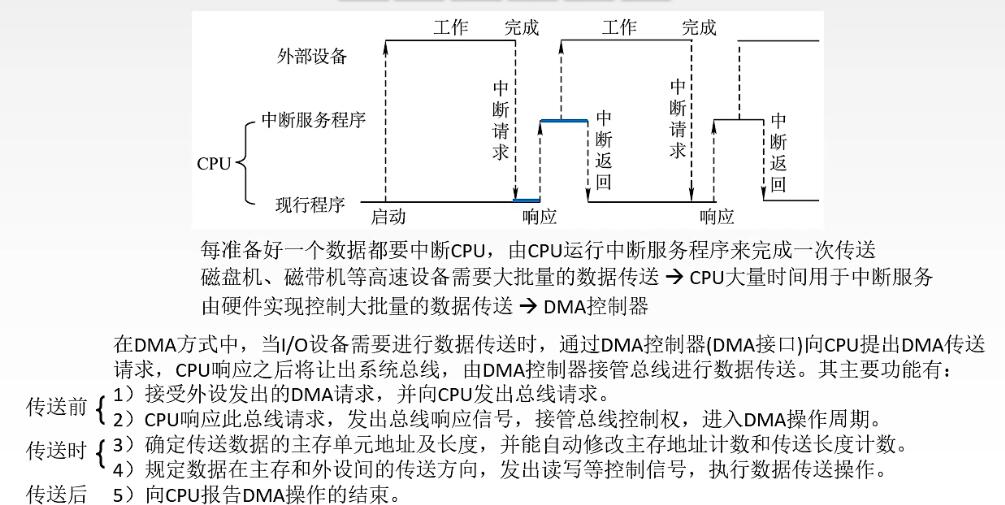 工作 完成 工作 完成
外部设备
中断请求
中断请求
中断服务程序
中断返回
中断返回
CPU
现行程序
启动 响应 响应
每准备好一个数据都要中断CPU，由CPU运行中断服务程序来完成一次传送
磁盘机、磁带机等高速设备需要大批量的数据传送 → CPU大量时间用于中断服务
由硬件实现控制大批量的数据传送 → DMA控制器
在DMA方式中，当I/O设备需要进行数据传送时，通过DMA控制器(DMA接口)向CPU提出DMA传送
请求，CPU响应之后将让出系统总线，由DMA控制器接管总线进行数据传送。其主要功能有：
传送前
1）接受外设发出的DMA请求，并向CPU发出总线请求。
2）CPU响应此总线请求，发出总线响应信号，接管总线控制权，进入DMA操作周期。
传送时
3）确定传送数据的主存单元地址及长度，并能自动修改主存地址计数和传送长度计数。
4）规定数据在主存和外设间的传送方向，发出读写等控制信号，执行数据传送操作。
传送后 5）向CPU报告DMA操作的结束。